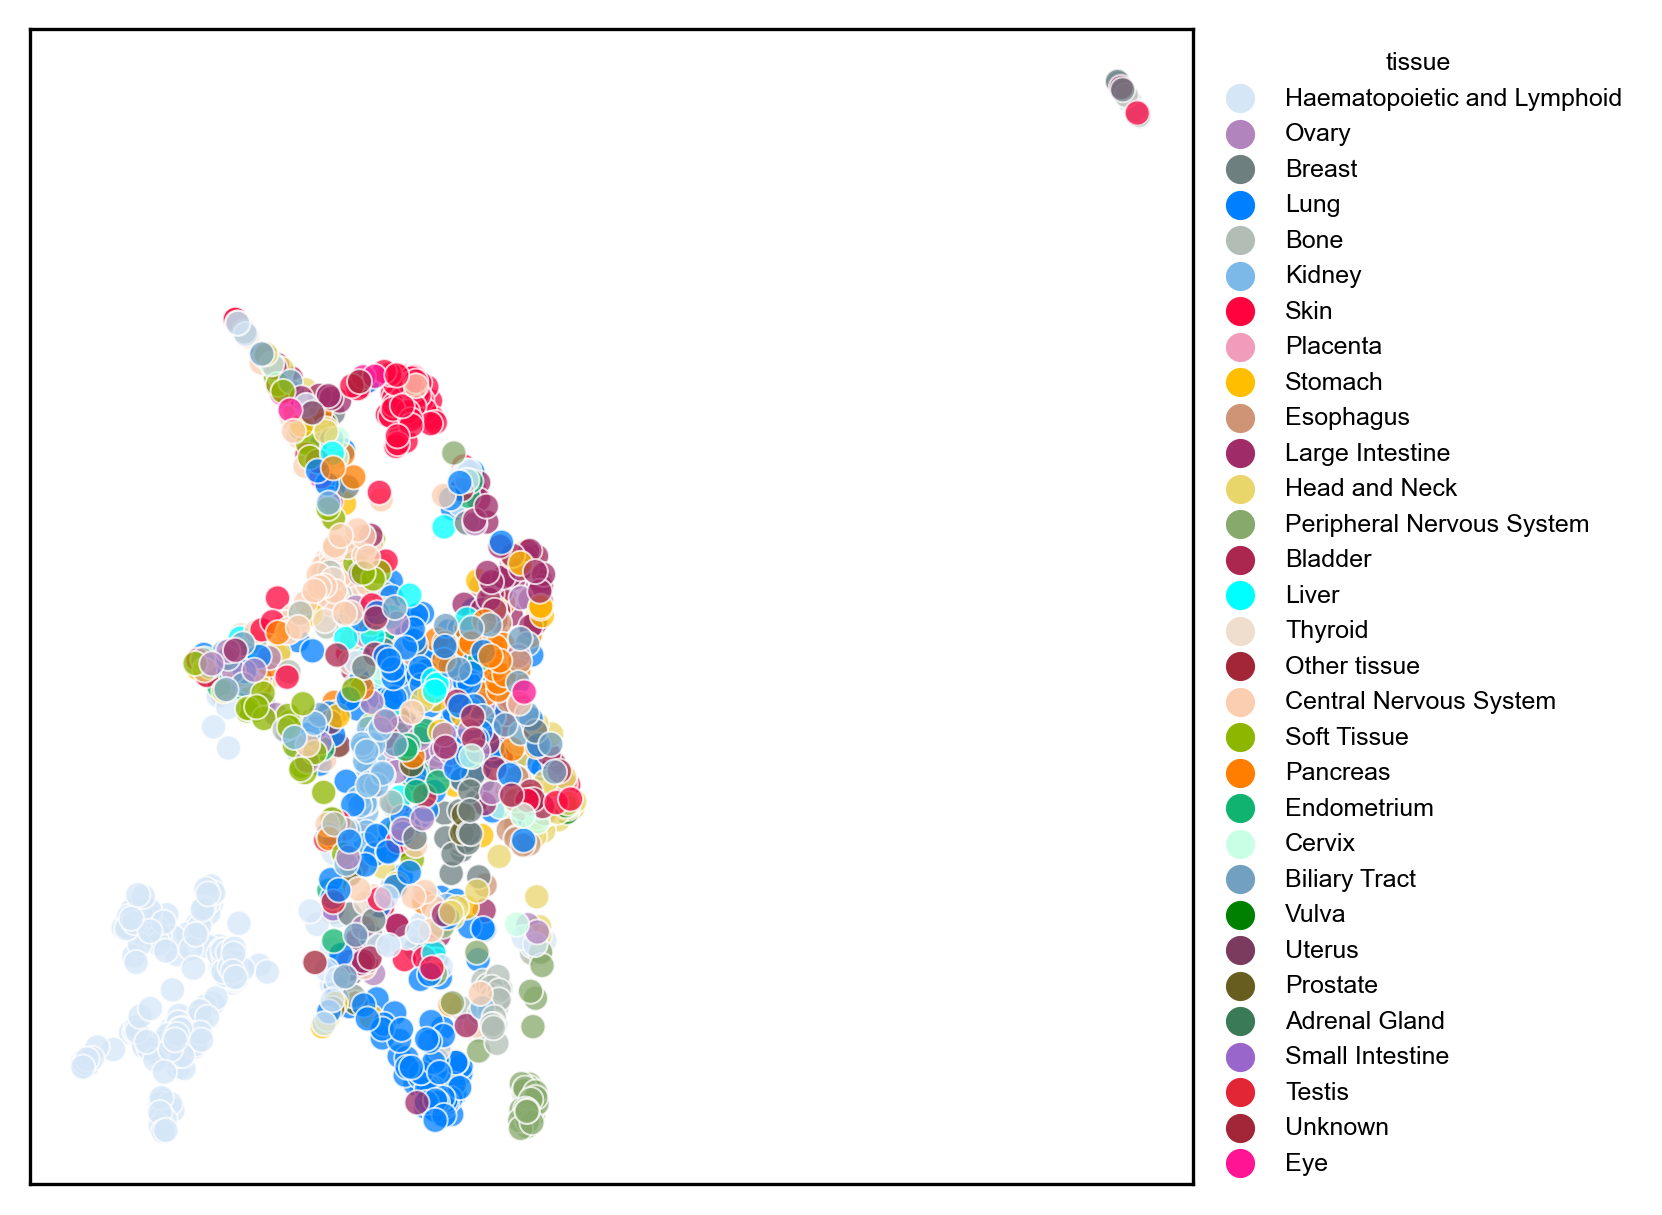 tissue
Haematopoietic and Lymphoid
Ovary
Breast
Lung
Bone
Kidney
Skin
Placenta
Stomach
Esophagus
Large Intestine
Head and Neck
Peripheral Nervous System
Bladder
Liver
Thyroid
Other tissue
Central Nervous System
Soft Tissue
Pancreas
Endometrium
Cervix
Biliary Tract
Vulva
Uterus
Prostate
Adrenal Gland
Small Intestine
Testis
Unknown
Eye